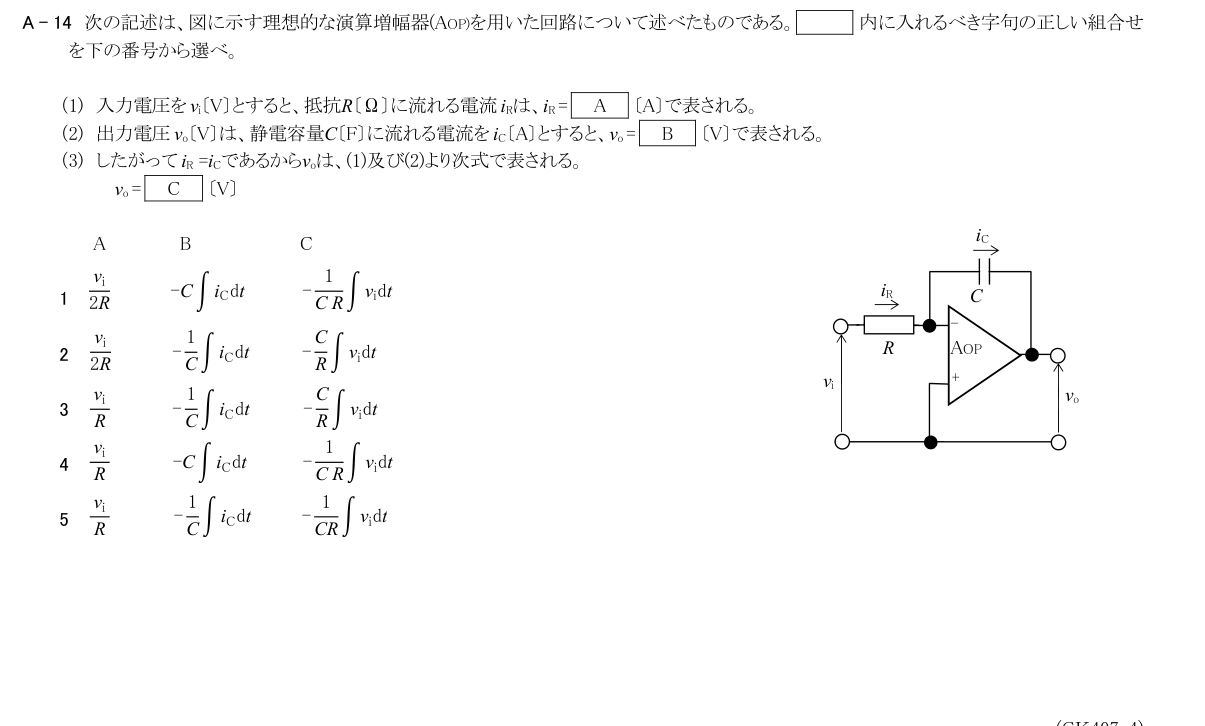 A－14 次の記述は、図に示す理想的な演算増幅器(AOP)を用いた回路について述べたものである。 内に入れるべき字句の正しい組合せ
を下の番号から選べ。
(1) 入力電圧をvi〔V〕とすると、抵抗R〔Ω〕に流れる電流iRは、iR= A 〔A〕で表される。
(2) 出力電圧vo〔V〕は、静電容量C〔F〕に流れる電流をiC〔A〕とすると、vo= B 〔V〕で表される。
(3) したがってiR =iCであるからvoは、(1)及び(2)より次式で表される。
vo= C 〔V〕
A B C
1 vi/2R -C∫iCdt -1/CR∫vidt
2 vi/2R -1/C∫iCdt -C/R∫vidt
3 vi/R -1/C∫iCdt -C/R∫vidt
4 vi/R -C∫iCdt -1/CR∫vidt
5 vi/R -1/C∫iCdt -1/CR∫vidt
iC
C
iR
R
－
AOP
+
vi
vo